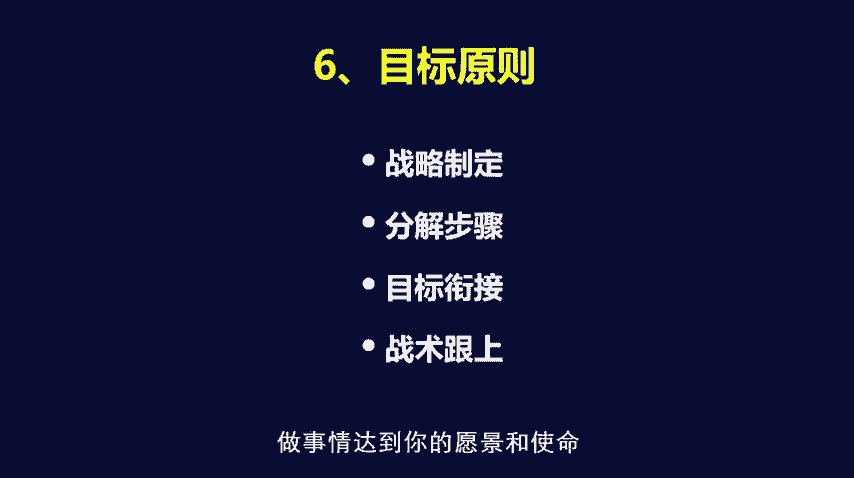 6、目标原则
• 战略制定
• 分解步骤
• 目标衔接
• 战术跟上
做事情达到你的愿景和使命